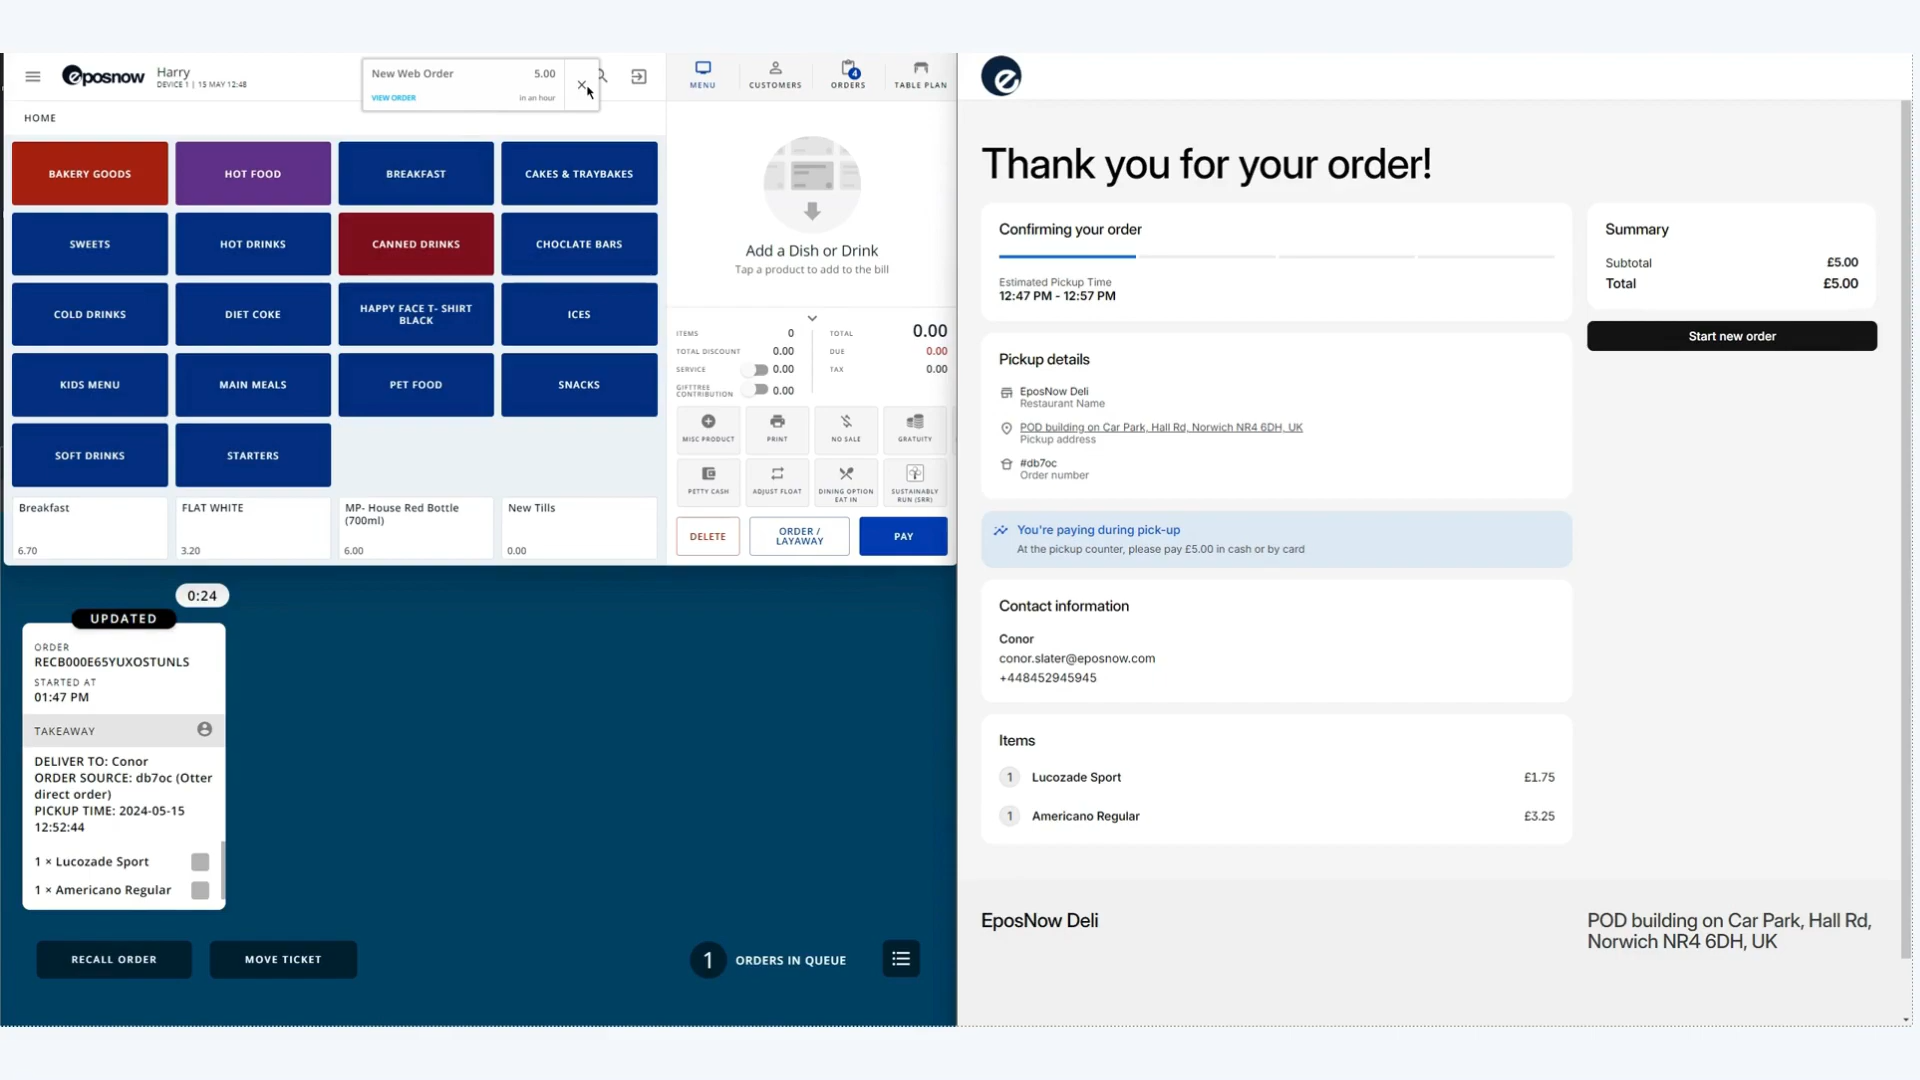 eposnow
Harry
DEVICE 1 | 15 MAY 12:48
New Web Order 5.00
VIEW ORDER in an hour
MENU
CUSTOMERS
4
ORDERS
TABLE PLAN
HOME
BAKERY GOODS
HOT FOOD
BREAKFAST
CAKES & TRAYBAKES
SWEETS
HOT DRINKS
CANNED DRINKS
CHOCLATE BARS
COLD DRINKS
DIET COKE
HAPPY FACE T- SHIRT
BLACK
ICES
KIDS MENU
MAIN MEALS
PET FOOD
SNACKS
SOFT DRINKS
STARTERS
Breakfast
6.70
FLAT WHITE
3.20
MP- House Red Bottle
(700ml)
6.00
New Tills
0.00
Add a Dish or Drink
Tap a product to add to the bill
ITEMS 0
TOTAL DISCOUNT 0.00
SERVICE 0.00
GIFTTREE
CONTRIBUTION 0.00
TOTAL 0.00
DUE 0.00
TAX 0.00
MISC PRODUCT
PRINT
NO SALE
GRATUITY
PETTY CASH
ADJUST FLOAT
DINING OPTION
EAT IN
SUSTAINABLY
RUN (SRR)
DELETE
ORDER /
LAYAWAY
PAY
0:24
UPDATED
ORDER
RECB000E65YUXOSTUNLS
STARTED AT
01:47 PM
TAKEAWAY
DELIVER TO: Conor
ORDER SOURCE: db7oc (Otter
direct order)
PICKUP TIME: 2024-05-15
12:52:44
1 × Lucozade Sport
1 × Americano Regular
RECALL ORDER
MOVE TICKET
1 ORDERS IN QUEUE
e
Thank you for your order!
Confirming your order
Estimated Pickup Time
12:47 PM - 12:57 PM
Summary
Subtotal £5.00
Total £5.00
Start new order
Pickup details
EposNow Deli
Restaurant Name
POD building on Car Park, Hall Rd, Norwich NR4 6DH, UK
Pickup address
#db7oc
Order number
You're paying during pick-up
At the pickup counter, please pay £5.00 in cash or by card
Contact information
Conor
conor.slater@eposnow.com
+448452945945
Items
1 Lucozade Sport £1.75
1 Americano Regular £3.25
EposNow Deli
POD building on Car Park, Hall Rd,
Norwich NR4 6DH, UK